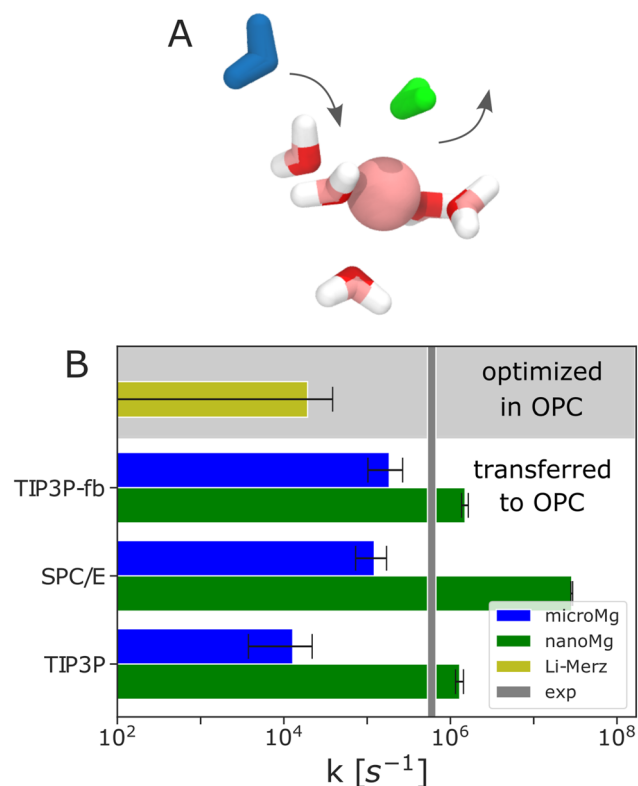 A
B
optimized
in OPC
transferred
to OPC
TIP3P-fb
SPC/E
TIP3P
microMg
nanoMg
Li-Merz
exp
10² 10⁴ 10⁶ 10⁸
k [s⁻¹]